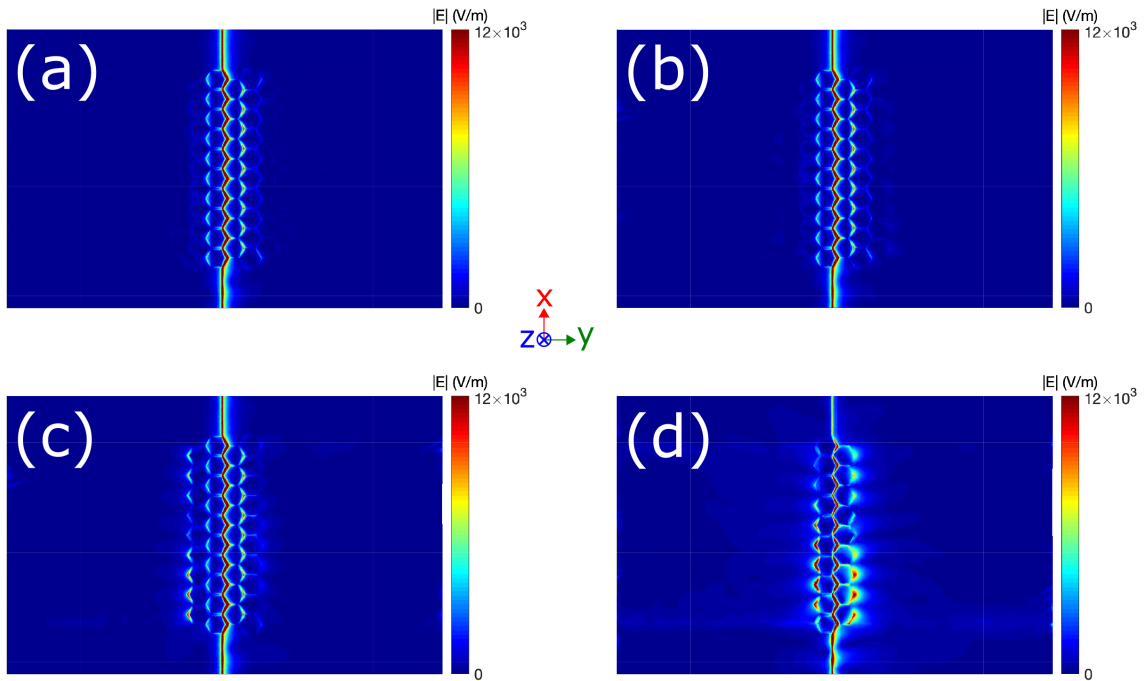 |E| (V/m)
12×10³
(a)
0
|E| (V/m)
12×10³
(b)
0
x
z
y
|E| (V/m)
12×10³
(c)
0
|E| (V/m)
12×10³
(d)
0